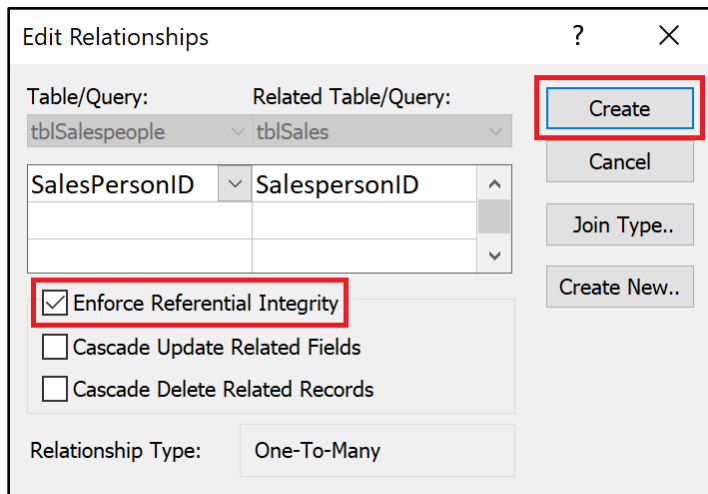 Edit Relationships ? ×
Table/Query: Related Table/Query:
tblSalespeople tblSales
Create
Cancel
SalesPersonID SalespersonID
Join Type..
Create New..
Enforce Referential Integrity
Cascade Update Related Fields
Cascade Delete Related Records
Relationship Type: One-To-Many